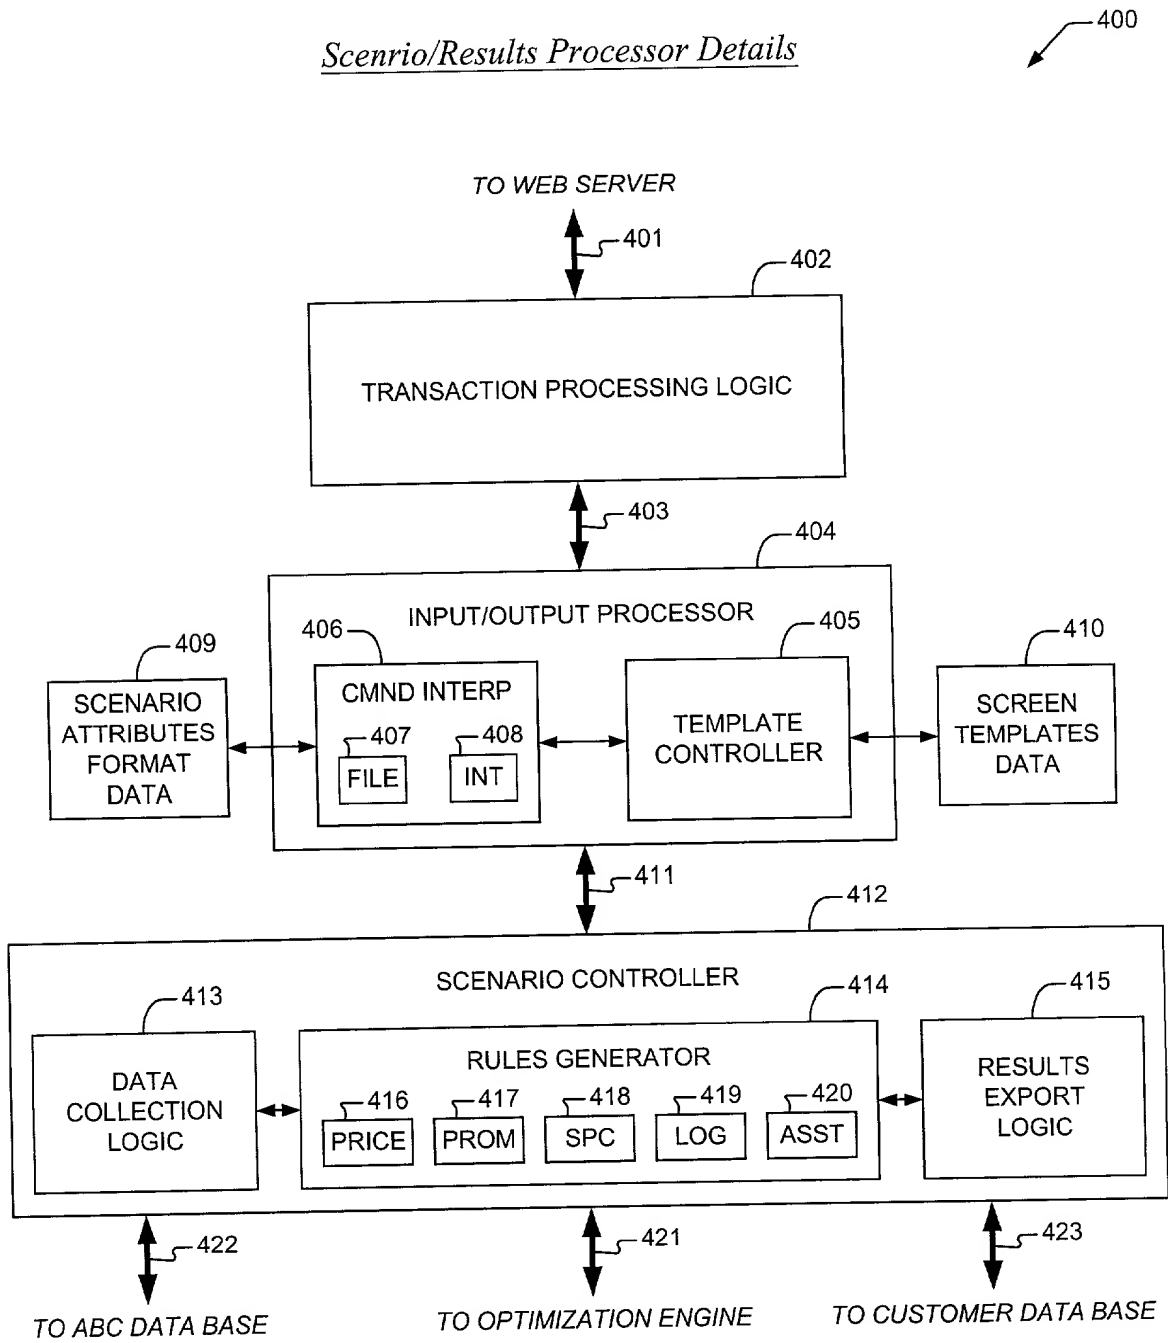 400
Scenrio/Results Processor Details
TO WEB SERVER
401
402
TRANSACTION PROCESSING LOGIC
403
404
INPUT/OUTPUT PROCESSOR
409
SCENARIO
ATTRIBUTES
FORMAT
DATA
406
CMND INTERP
407
FILE
408
INT
405
TEMPLATE
CONTROLLER
410
SCREEN
TEMPLATES
DATA
411
412
SCENARIO CONTROLLER
413
DATA
COLLECTION
LOGIC
414
RULES GENERATOR
416
PRICE
417
PROM
418
SPC
419
LOG
420
ASST
415
RESULTS
EXPORT
LOGIC
422
421
423
TO ABC DATA BASE
TO OPTIMIZATION ENGINE
TO CUSTOMER DATA BASE